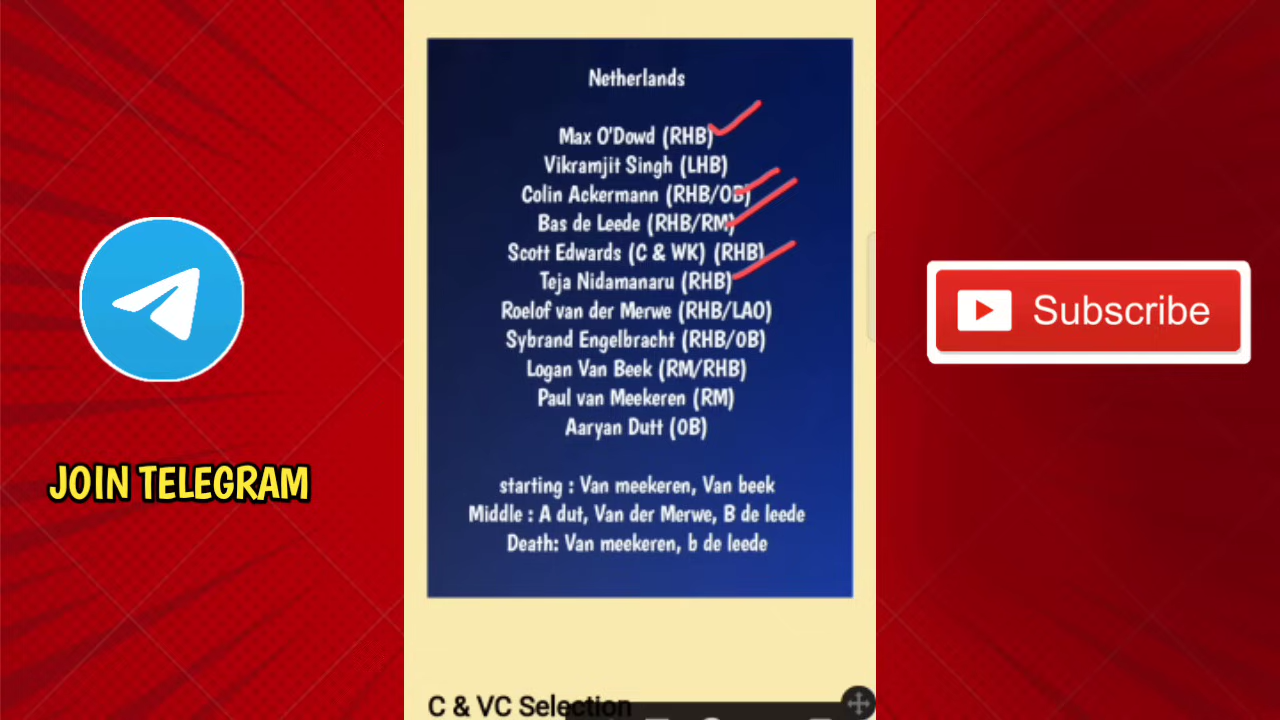 Netherlands
Max O'Dowd (RHB)
Vikramjit Singh (LHB)
Colin Ackermann (RHB/OB)
Bas de Leede (RHB/RM)
Scott Edwards (C & WK) (RHB)
Teja Nidamanaru (RHB)
Roelof van der Merwe (RHB/LAO)
Sybrand Engelbracht (RHB/OB)
Logan Van Beek (RM/RHB)
Paul van Meekeren (RM)
Aaryan Dutt (OB)
starting : Van meekeren, Van beek
Middle : A dut, Van der Merwe, B de leede
Death: Van meekeren, b de leede
C & VC Selection
JOIN TELEGRAM
Subscribe